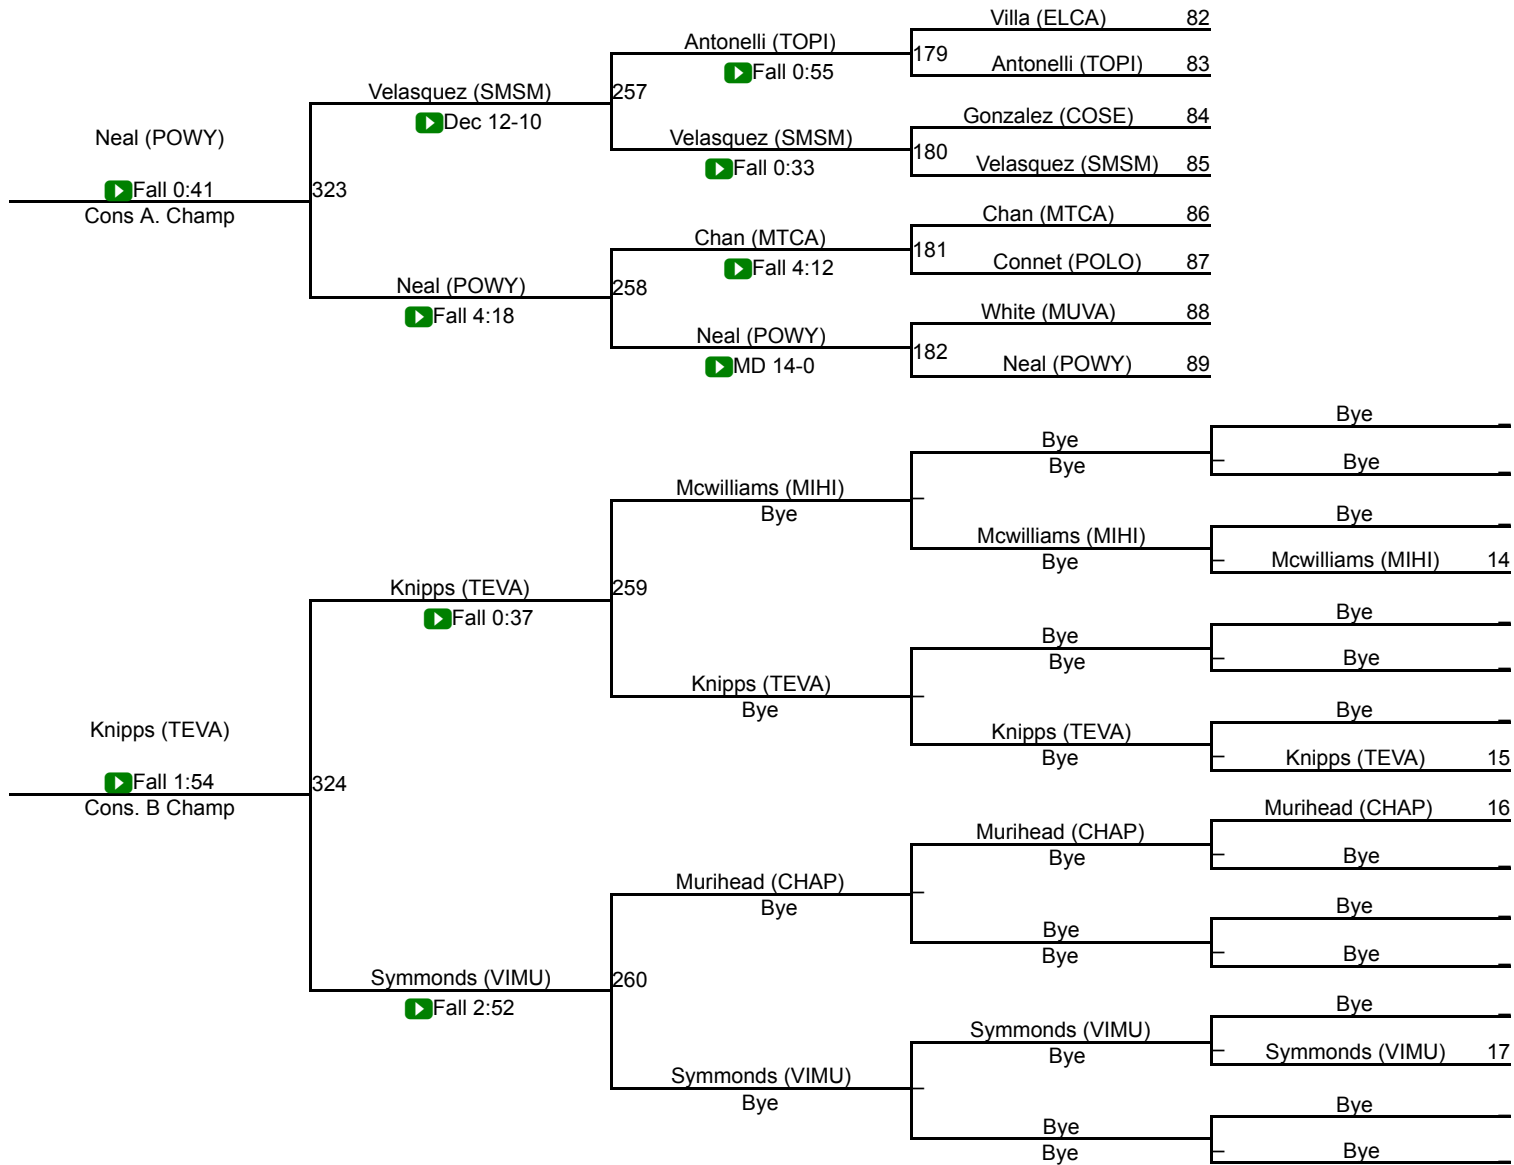 Villa (ELCA) 82
Antonelli (TOPI)
179
Fall 0:55
Antonelli (TOPI) 83
Velasquez (SMSM)
257
Dec 12-10
Gonzalez (COSE) 84
Neal (POWY)
Velasquez (SMSM)
180
Fall 0:33
Velasquez (SMSM) 85
Fall 0:41
323
Cons A. Champ
Chan (MTCA) 86
Chan (MTCA)
181
Fall 4:12
Connet (POLO) 87
Neal (POWY)
258
Fall 4:18
White (MUVA) 88
Neal (POWY)
182
MD 14-0
Neal (POWY) 89
Bye
Bye
Bye
Bye
Mcwilliams (MIHI)
Bye
Bye
Mcwilliams (MIHI)
Bye
Mcwilliams (MIHI) 14
Knipps (TEVA)
259
Fall 0:37
Bye
Bye
Bye
Bye
Knipps (TEVA)
Bye
Bye
Knipps (TEVA)
Bye
Knipps (TEVA) 15
Knipps (TEVA)
Fall 1:54
324
Cons. B Champ
Murihead (CHAP) 16
Murihead (CHAP)
Bye
Bye
Murihead (CHAP)
Bye
Bye
Bye
Bye
Bye
Symmonds (VIMU)
260
Fall 2:52
Bye
Symmonds (VIMU)
Bye
Symmonds (VIMU) 17
Symmonds (VIMU)
Bye
Bye
Bye
Bye
Bye